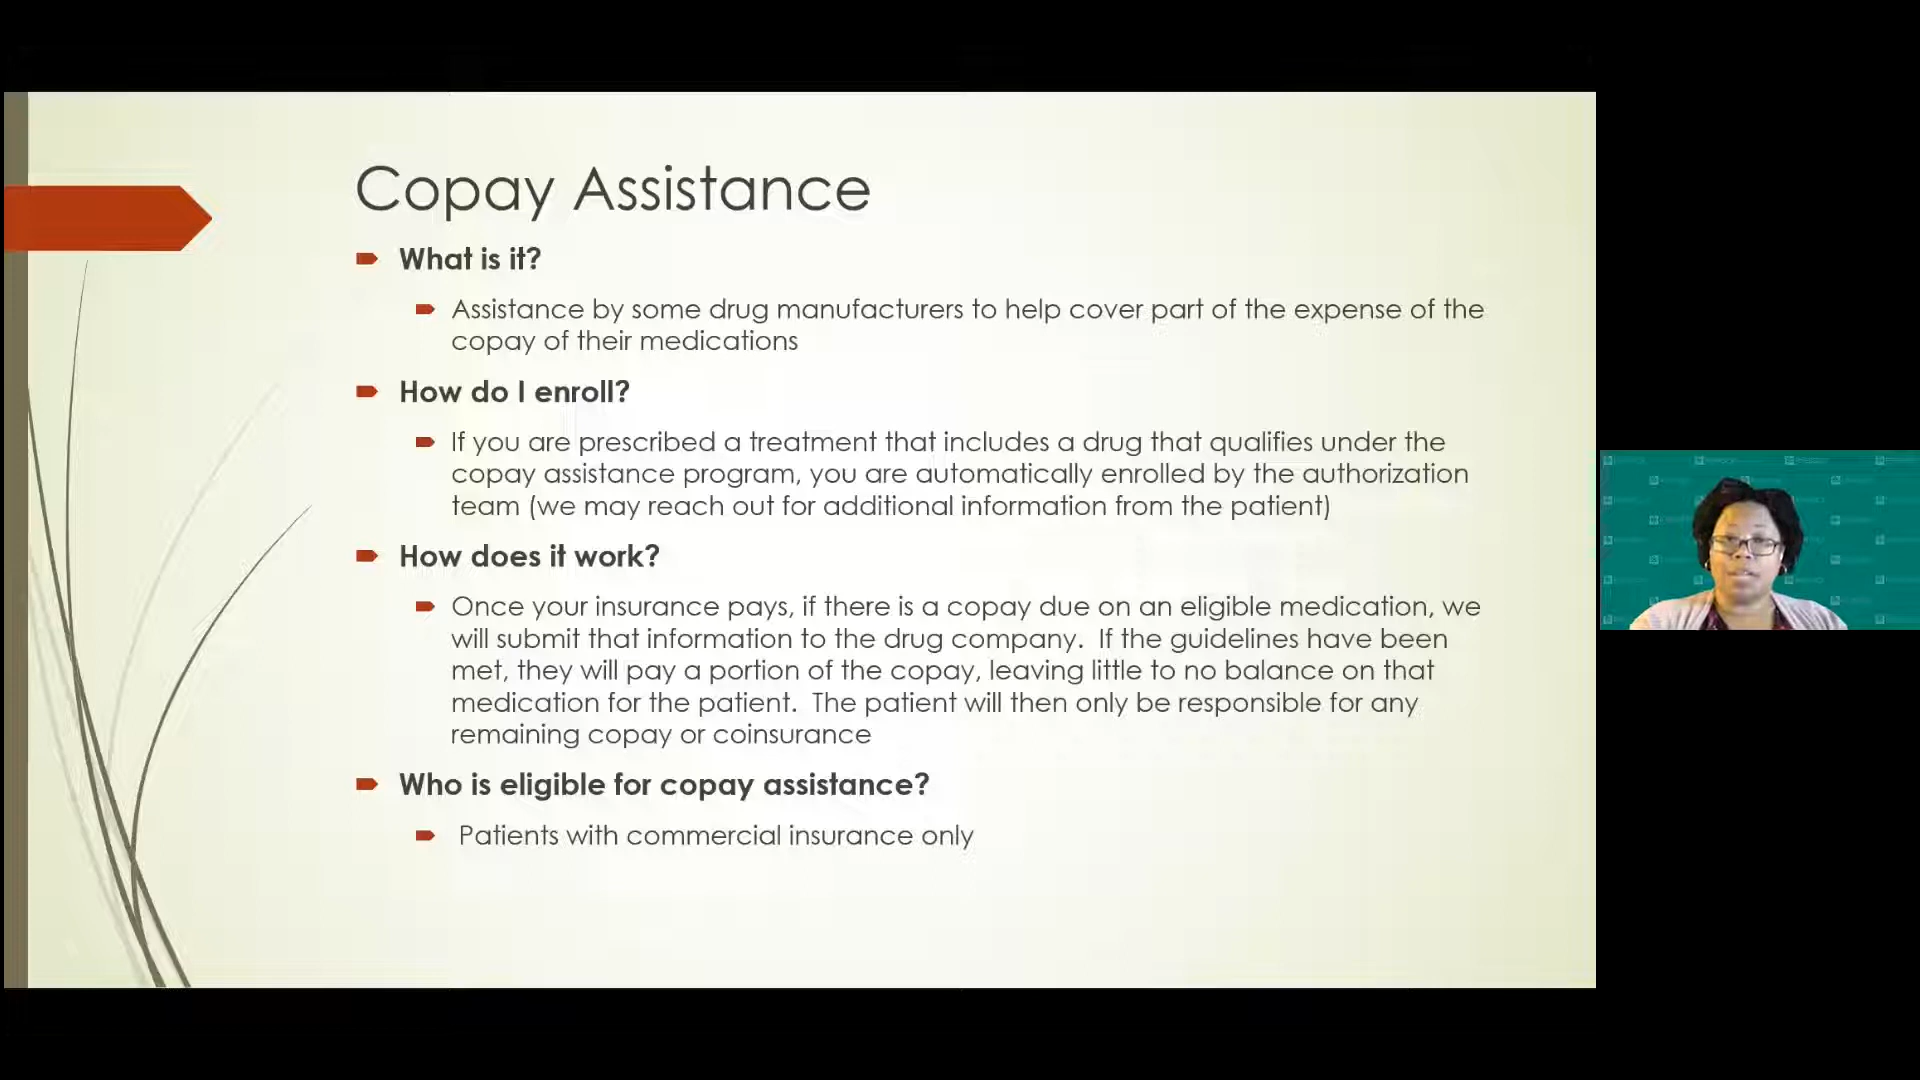 Copay Assistance
What is it?
Assistance by some drug manufacturers to help cover part of the expense of the
copay of their medications
How do I enroll?
If you are prescribed a treatment that includes a drug that qualifies under the
copay assistance program, you are automatically enrolled by the authorization
team (we may reach out for additional information from the patient)
How does it work?
Once your insurance pays, if there is a copay due on an eligible medication, we
will submit that information to the drug company.  If the guidelines have been
met, they will pay a portion of the copay, leaving little to no balance on that
medication for the patient.  The patient will then only be responsible for any
remaining copay or coinsurance
Who is eligible for copay assistance?
Patients with commercial insurance only